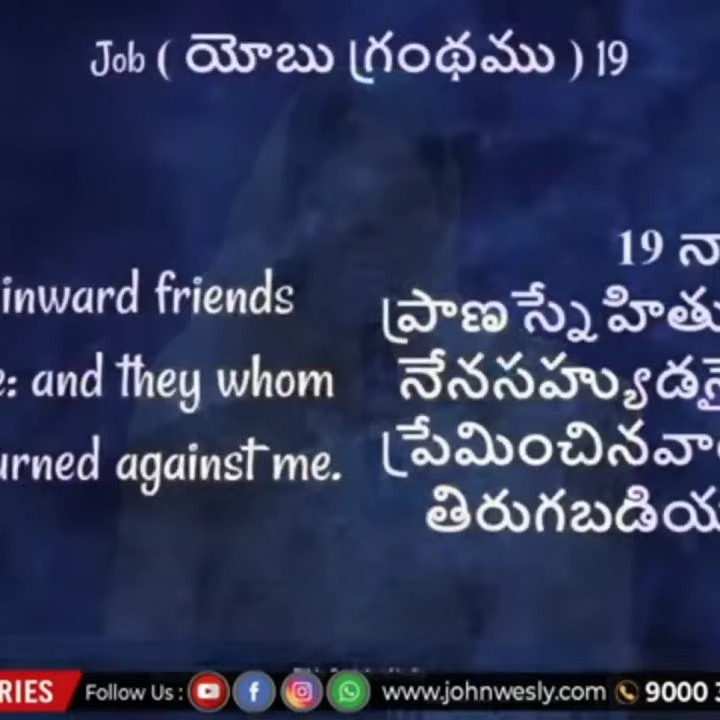 Job ( యోబు గ్రంథము ) 19
inward friends
e: and they whom
urned against me.
19 నా
ప్రాణస్నేహితు
నేనసహ్యుడనై
ప్రేమించినవా
తిరుగబడియ
RIES Follow Us : www.johnwesly.com 9000 3